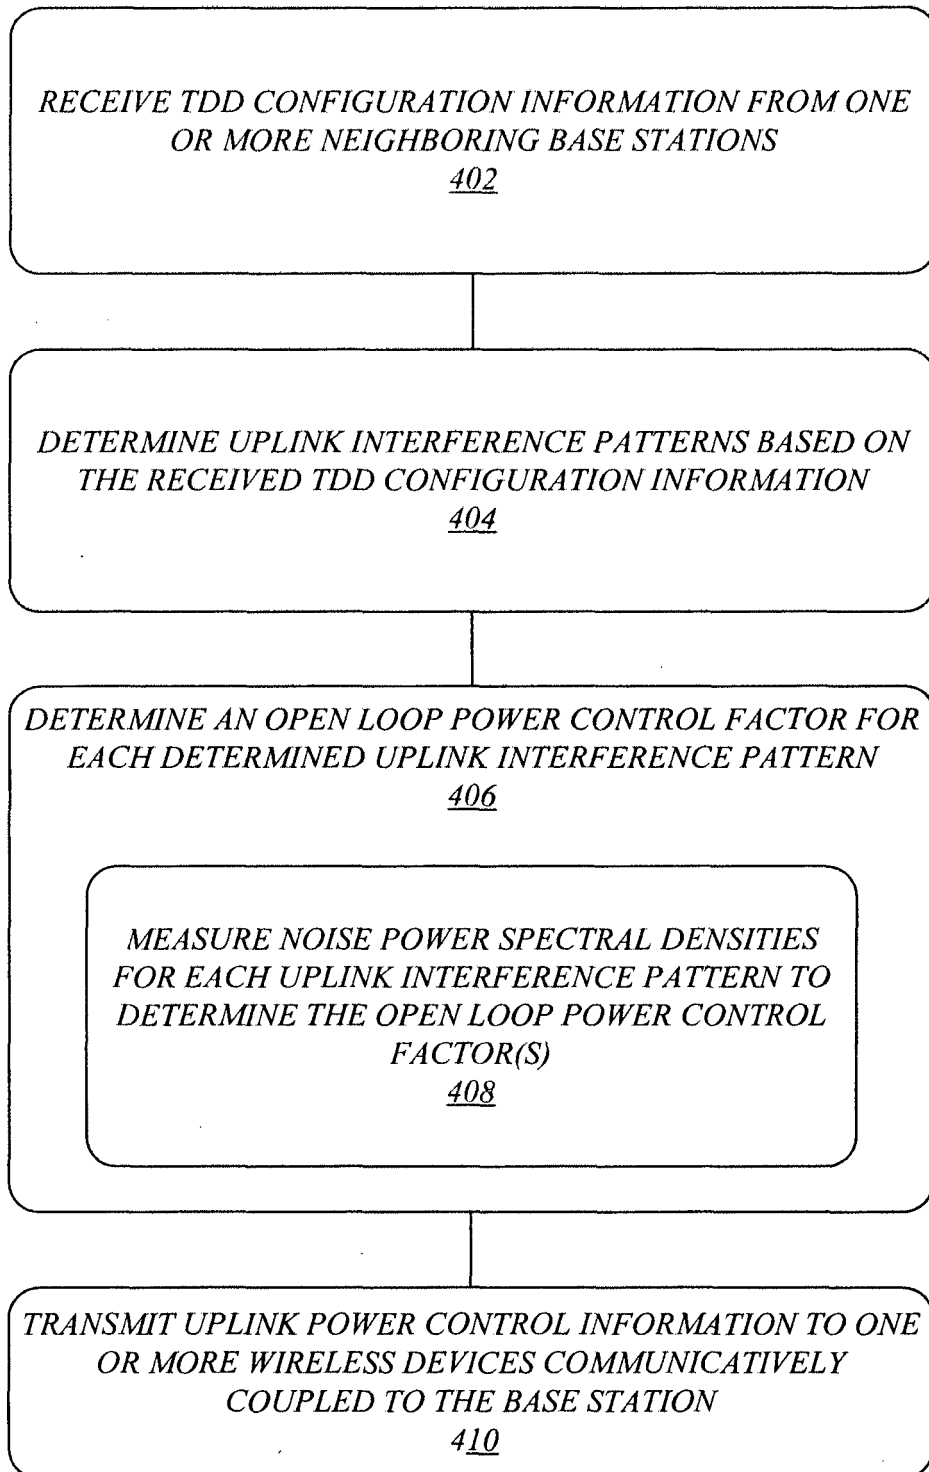 RECEIVE TDD CONFIGURATION INFORMATION FROM ONE
OR MORE NEIGHBORING BASE STATIONS
402
DETERMINE UPLINK INTERFERENCE PATTERNS BASED ON
THE RECEIVED TDD CONFIGURATION INFORMATION
404
DETERMINE AN OPEN LOOP POWER CONTROL FACTOR FOR
EACH DETERMINED UPLINK INTERFERENCE PATTERN
406
MEASURE NOISE POWER SPECTRAL DENSITIES
FOR EACH UPLINK INTERFERENCE PATTERN TO
DETERMINE THE OPEN LOOP POWER CONTROL
FACTOR(S)
408
TRANSMIT UPLINK POWER CONTROL INFORMATION TO ONE
OR MORE WIRELESS DEVICES COMMUNICATIVELY
COUPLED TO THE BASE STATION
410